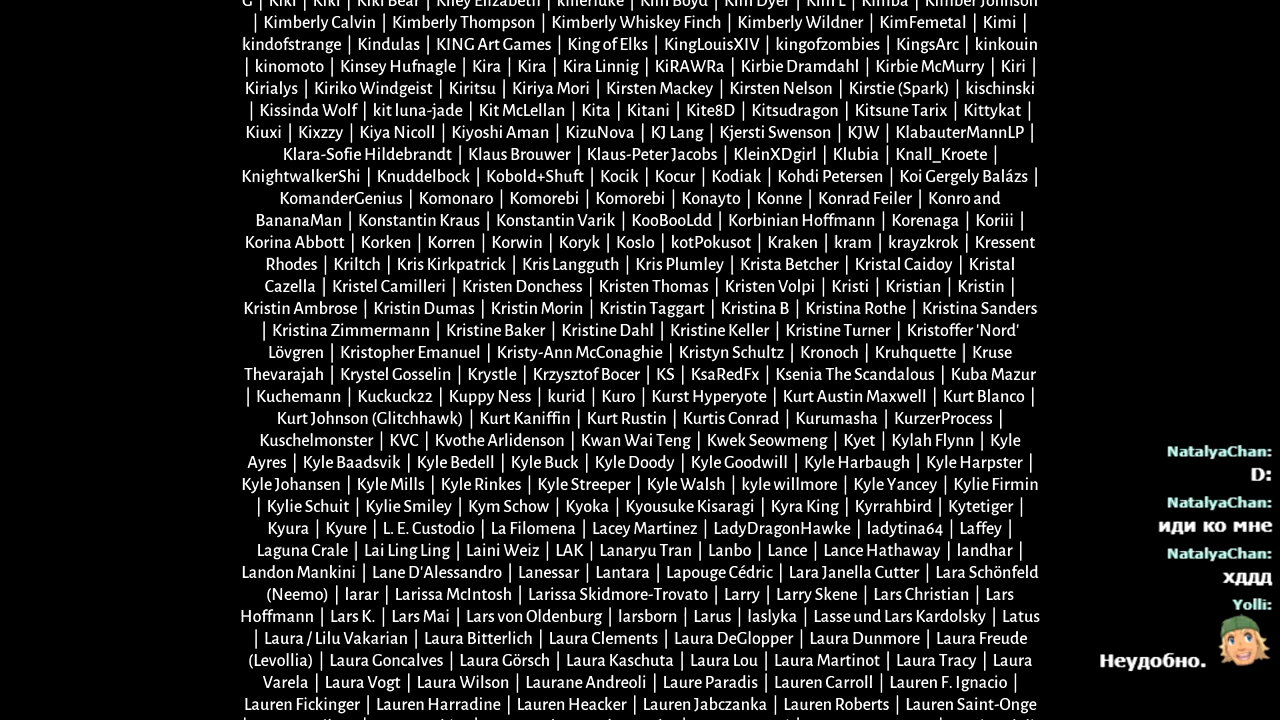 G | Kiki | Kiki | Kiki Bear | Kiley Elizabeth | killerluke | Kim Boyd | Kim Dyer | Kim L | Kimba | Kimber Johnson
| Kimberly Calvin | Kimberly Thompson | Kimberly Whiskey Finch | Kimberly Wildner | KimFemetal | Kimi |
kindofstrange | Kindulas | KING Art Games | King of Elks | KingLouisXIV | kingofzombies | KingsArc | kinkouin
| kinomoto | Kinsey Hufnagle | Kira | Kira | Kira Linnig | KiRAWRa | Kirbie Dramdahl | Kirbie McMurry | Kiri |
Kirialys | Kiriko Windgeist | Kiritsu | Kiriya Mori | Kirsten Mackey | Kirsten Nelson | Kirstie (Spark) | kischinski
| Kissinda Wolf | kit luna-jade | Kit McLellan | Kita | Kitani | Kite8D | Kitsudragon | Kitsune Tarix | Kittykat |
Kiuxi | Kixzzy | Kiya Nicoll | Kiyoshi Aman | KizuNova | KJ Lang | Kjersti Swenson | KJW | KlabauterMannLP |
Klara-Sofie Hildebrandt | Klaus Brouwer | Klaus-Peter Jacobs | KleinXDgirl | Klubia | Knall_Kroete |
KnightwalkerShi | Knuddelbock | Kobold+Shuft | Kocik | Kocur | Kodiak | Kohdi Petersen | Koi Gergely Balázs |
KomanderGenius | Komonaro | Komorebi | Komorebi | Konayto | Konne | Konrad Feiler | Konro and
BananaMan | Konstantin Kraus | Konstantin Varik | KooBooLdd | Korbinian Hoffmann | Korenaga | Koriii |
Korina Abbott | Korken | Korren | Korwin | Koryk | Koslo | kotPokusot | Kraken | kram | krayzkrok | Kressent
Rhodes | Kriltch | Kris Kirkpatrick | Kris Langguth | Kris Plumley | Krista Betcher | Kristal Caidoy | Kristal
Cazella | Kristel Camilleri | Kristen Donchess | Kristen Thomas | Kristen Volpi | Kristi | Kristian | Kristin |
Kristin Ambrose | Kristin Dumas | Kristin Morin | Kristin Taggart | Kristina B | Kristina Rothe | Kristina Sanders
| Kristina Zimmermann | Kristine Baker | Kristine Dahl | Kristine Keller | Kristine Turner | Kristoffer 'Nord'
Lövgren | Kristopher Emanuel | Kristy-Ann McConaghie | Kristyn Schultz | Kronoch | Kruhquette | Kruse
Thevarajah | Krystel Gosselin | Krystle | Krzysztof Bocer | KS | KsaRedFx | Ksenia The Scandalous | Kuba Mazur
| Kuchemann | Kuckuck22 | Kuppy Ness | kurid | Kuro | Kurst Hyperyote | Kurt Austin Maxwell | Kurt Blanco |
Kurt Johnson (Glitchhawk) | Kurt Kaniffin | Kurt Rustin | Kurtis Conrad | Kurumasha | KurzerProcess |
Kuschelmonster | KVC | Kvothe Arlidenson | Kwan Wai Teng | Kwek Seowmeng | Kyet | Kylah Flynn | Kyle
Ayres | Kyle Baadsvik | Kyle Bedell | Kyle Buck | Kyle Doody | Kyle Goodwill | Kyle Harbaugh | Kyle Harpster |
Kyle Johansen | Kyle Mills | Kyle Rinkes | Kyle Streeper | Kyle Walsh | kyle willmore | Kyle Yancey | Kylie Firmin
| Kylie Schuit | Kylie Smiley | Kym Schow | Kyoka | Kyousuke Kisaragi | Kyra King | Kyrrahbird | Kytetiger |
Kyura | Kyure | L. E. Custodio | La Filomena | Lacey Martinez | LadyDragonHawke | ladytina64 | Laffey |
Laguna Crale | Lai Ling Ling | Laini Weiz | LAK | Lanaryu Tran | Lanbo | Lance | Lance Hathaway | landhar |
Landon Mankini | Lane D'Alessandro | Lanessar | Lantara | Lapouge Cédric | Lara Janella Cutter | Lara Schönfeld
(Neemo) | larar | Larissa McIntosh | Larissa Skidmore-Trovato | Larry | Larry Skene | Lars Christian | Lars
Hoffmann | Lars K. | Lars Mai | Lars von Oldenburg | larsborn | Larus | laslyka | Lasse und Lars Kardolsky | Latus
| Laura / Lilu Vakarian | Laura Bitterlich | Laura Clements | Laura DeGlopper | Laura Dunmore | Laura Freude
(Levollia) | Laura Goncalves | Laura Görsch | Laura Kaschuta | Laura Lou | Laura Martinot | Laura Tracy | Laura
Varela | Laura Vogt | Laura Wilson | Laurane Andreoli | Laure Paradis | Lauren Carroll | Lauren F. Ignacio |
Lauren Fickinger | Lauren Harradine | Lauren Heacker | Lauren Jabczanka | Lauren Roberts | Lauren Saint-Onge
NatalyaChan:
D:
NatalyaChan:
иди ко мне
NatalyaChan:
хддд
Yolli:
Неудобно.